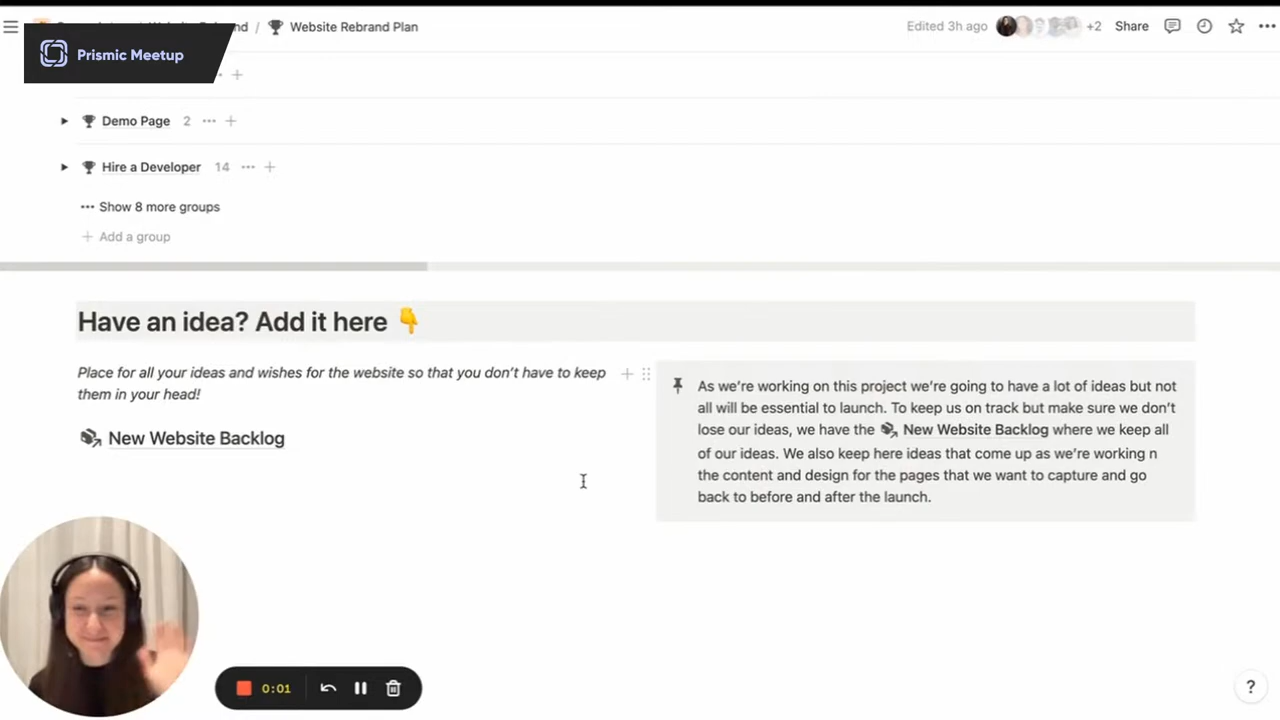 / Website Rebrand Plan
Edited 3h ago
+2
Share
Prismic Meetup
Demo Page 2
Hire a Developer 14
Show 8 more groups
+ Add a group
Have an idea? Add it here 👇
Place for all your ideas and wishes for the website so that you don't have to keep
them in your head!
New Website Backlog
As we're working on this project we're going to have a lot of ideas but not
all will be essential to launch. To keep us on track but make sure we don't
lose our ideas, we have the New Website Backlog where we keep all
of our ideas. We also keep here ideas that come up as we're working n
the content and design for the pages that we want to capture and go
back to before and after the launch.
0:01
?